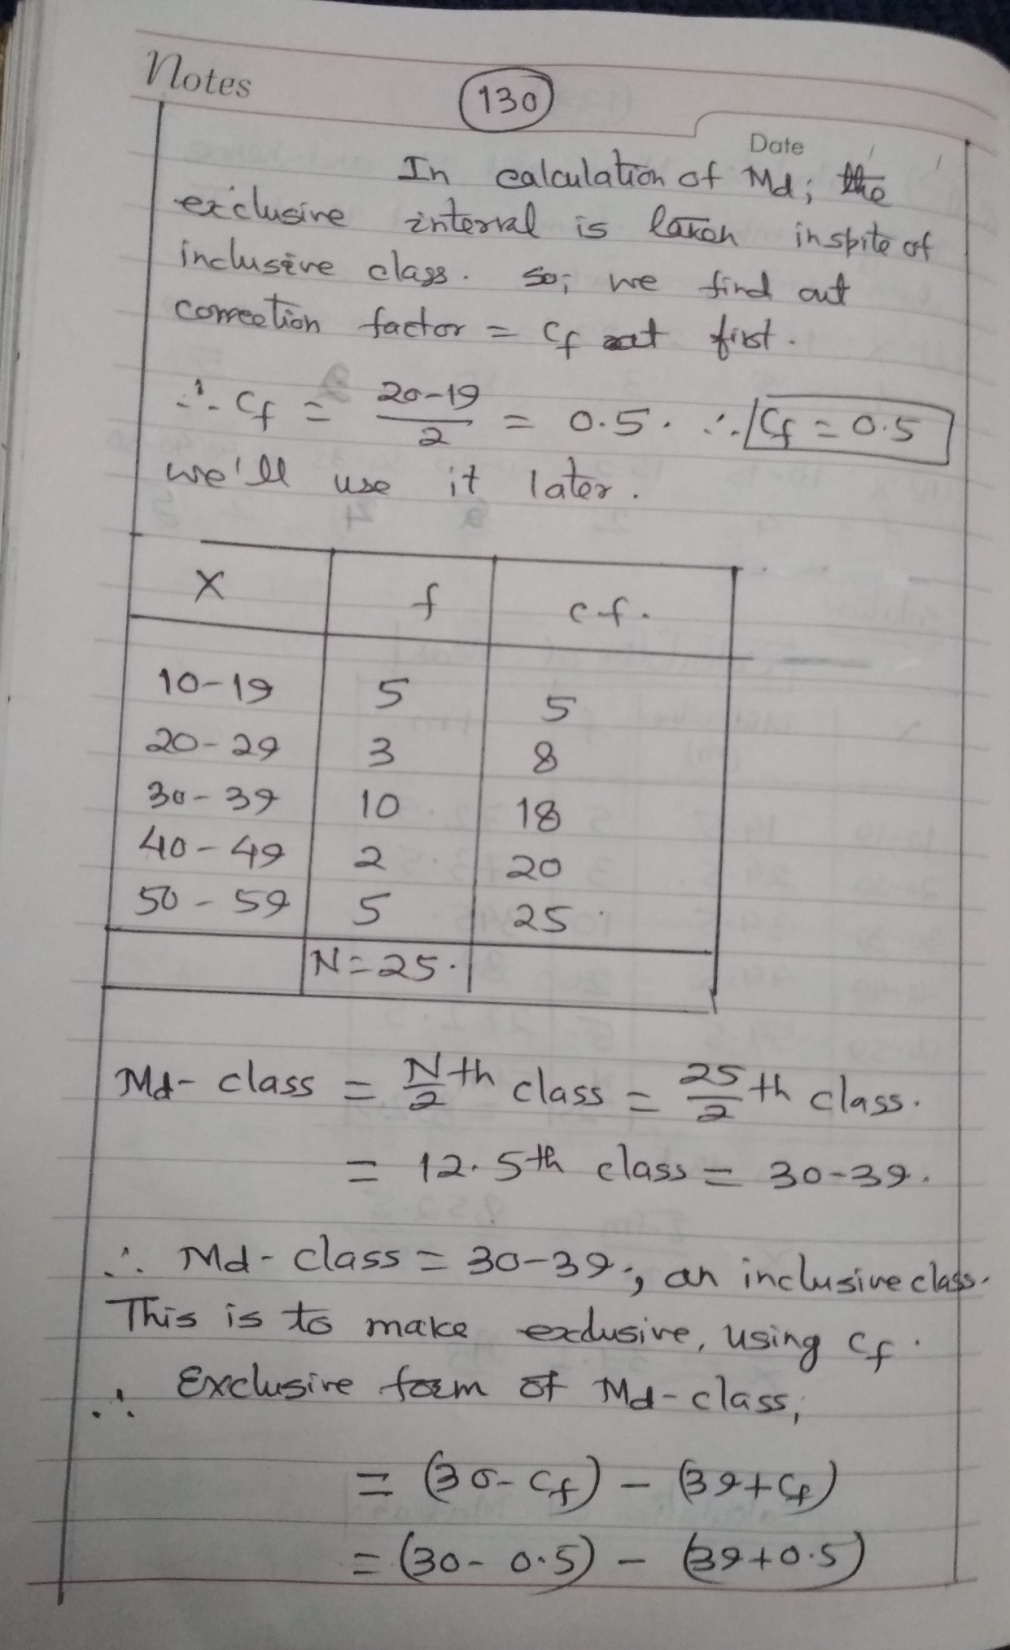 Notes
130
Date
In calculation of Md; the
exclusive interval is taken inspite of
inclusive class. so; we find out
correction factor = Cf at first.
∴ Cf = 20-19/2 = 0.5. ∴ Cf = 0.5
we'll use it later.
X f c.f.
10-19 5 5
20-29 3 8
30-39 10 18
40-49 2 20
50-59 5 25
N=25.
Md- class = N/2 th class = 25/2 th class.
= 12.5th class = 30-39.
∴ Md-class = 30-39; an inclusive class.
This is to make exclusive, using Cf.
∴ Exclusive form of Md-class;
= (30-Cf) - (39+Cf)
= (30-0.5) - (39+0.5)